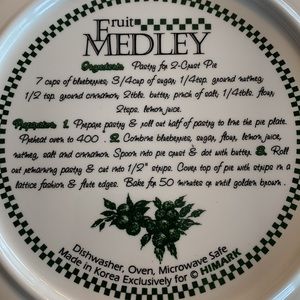 Fruit
MEDLEY
Ingredients: Pastry for 2-Crust Pie
7 cups of blueberries, 3/4 cup of sugar, 1/4 tsp. ground nutmeg,
1/2 tsp. ground cinnamon, 2 tbls. butter, pinch of salt, 1/4 tbls. flour,
2 tsps. lemon juice.
Preparation: 1. Prepare pastry & roll out half of pastry to line the pie plate.
Preheat oven to 400. 2. Combine blueberries, sugar, flour, lemon juice,
nutmeg, salt and cinnamon. Spoon into pie crust & dot with butter. 3. Roll
out remaining pastry & cut into 1/2" strips. Cover top of pie with strips in a
lattice fashion & flute edges. Bake for 50 minutes or until golden brown.
Dishwasher, Oven, Microwave Safe
Made in Korea Exclusively for © HIMARK